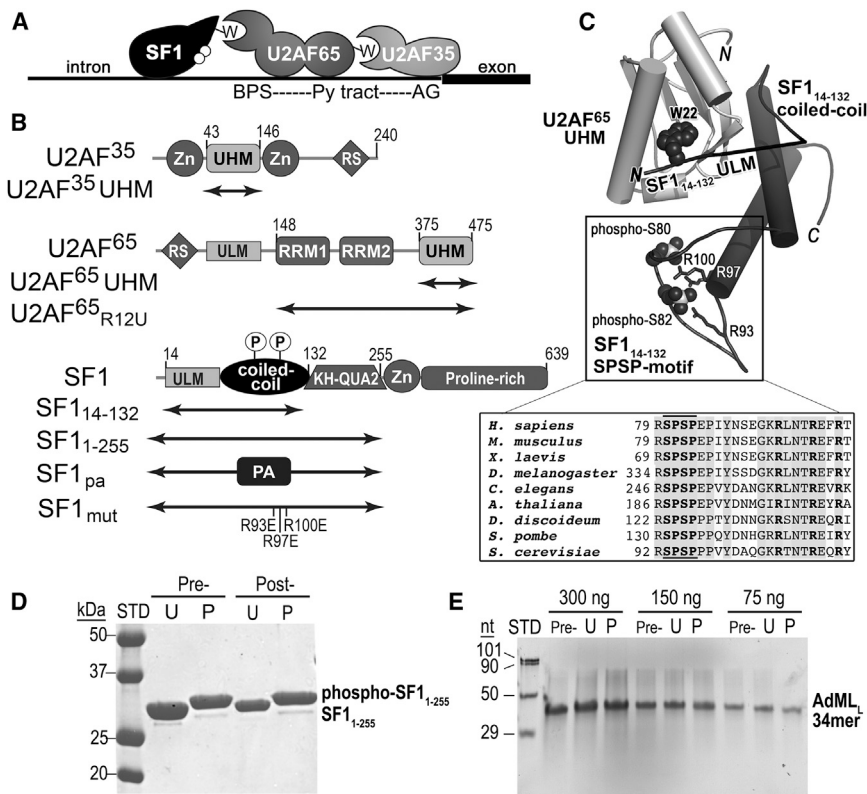 A
SF1
W
U2AF65
W
U2AF35
intron
exon
BPS------Py tract-----AG
B
43
146
240
U2AF35
Zn
UHM
Zn
RS
U2AF35 UHM
148
375
475
U2AF65
RS
ULM
RRM1
RRM2
UHM
U2AF65 UHM
U2AF65R12U
P
P
14
132
255
639
SF1
ULM
coiled-coil
KH-QUA2
Zn
Proline-rich
SF114-132
SF11-255
SF1pa
PA
SF1mut
R93E
R100E
R97E
C
N
SF114-132
coiled-coil
U2AF65
UHM
W22
N
ULM
SF114-132
C
phospho-S80
R100
R97
phospho-S82
R93
SF114-132
SPSP-motif
H. sapiens 79 RSPSPEPIYNSEGKRLNTREFRT
M. musculus 79 RSPSPEPIYNSEGKRLNTREFRT
X. laevis 69 RSPSPEPIYNSEGKRLNTREFRT
D. melanogaster 334 RSPSPEPIYSSDGKRLNTREFRT
C. elegans 246 RSPSPEPVYDANGKRLNTREVRK
A. thaliana 186 RSPSPEPVYDNMGIRINTREYRA
D. discoideum 122 RSPSPEPIYDNNGKRSNTREQRI
S. pombe 130 RSPSPPPQYDNHGKRLNTREIRY
S. cerevisiae 92 RSPSPPPVYDAQGKRTNTREQRY
D
Pre-
Post-
kDa
STD
U
P
U
P
50
37
25
20
phospho-SF11-255
SF11-255
E
300 ng
150 ng
75 ng
nt
STD
Pre-
U
P
Pre-
U
P
Pre-
U
P
101
90
50
29
AdMLL
34mer